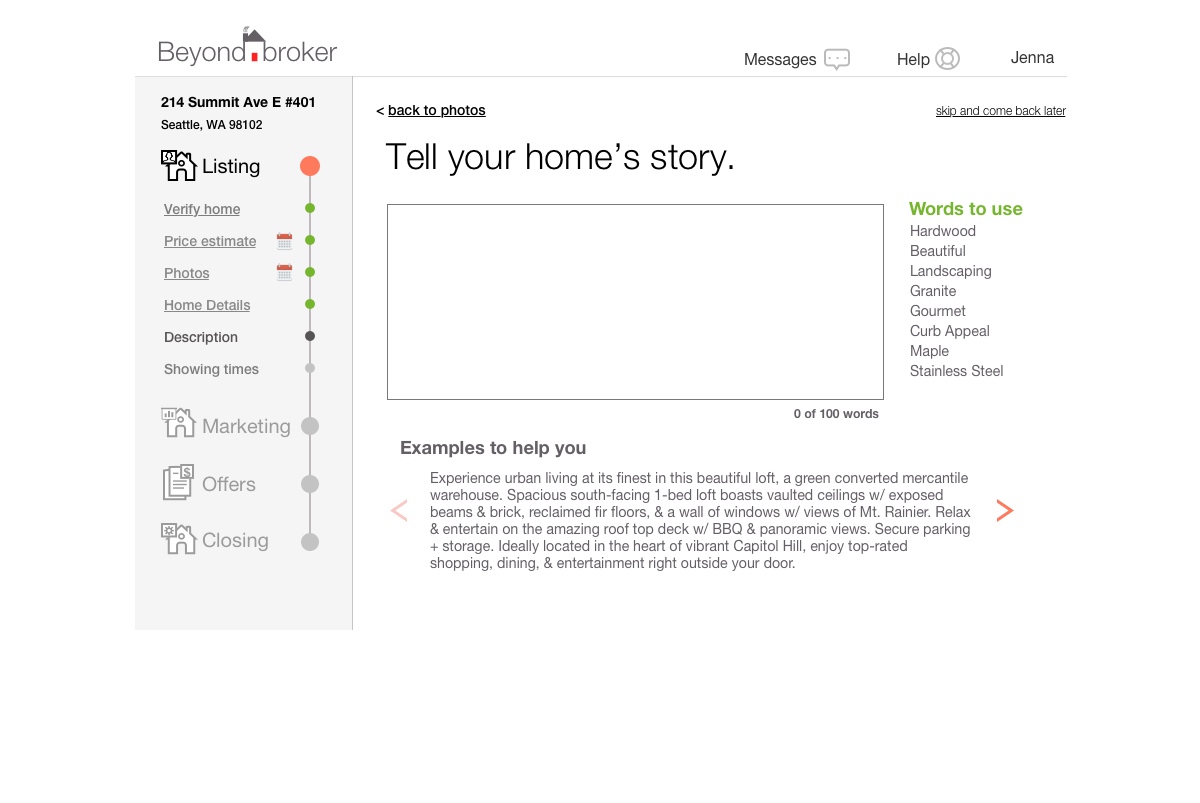 Beyond broker
Messages
Help
Jenna
214 Summit Ave E #401
Seattle, WA 98102
Listing
Verify home
Price estimate
Photos
Home Details
Description
Showing times
Marketing
Offers
Closing
< back to photos
skip and come back later
Tell your home’s story.
0 of 100 words
Words to use
Hardwood
Beautiful
Landscaping
Granite
Gourmet
Curb Appeal
Maple
Stainless Steel
Examples to help you
Experience urban living at its finest in this beautiful loft, a green converted mercantile
warehouse. Spacious south-facing 1-bed loft boasts vaulted ceilings w/ exposed
beams & brick, reclaimed fir floors, & a wall of windows w/ views of Mt. Rainier. Relax
& entertain on the amazing roof top deck w/ BBQ & panoramic views. Secure parking
+ storage. Ideally located in the heart of vibrant Capitol Hill, enjoy top-rated
shopping, dining, & entertainment right outside your door.